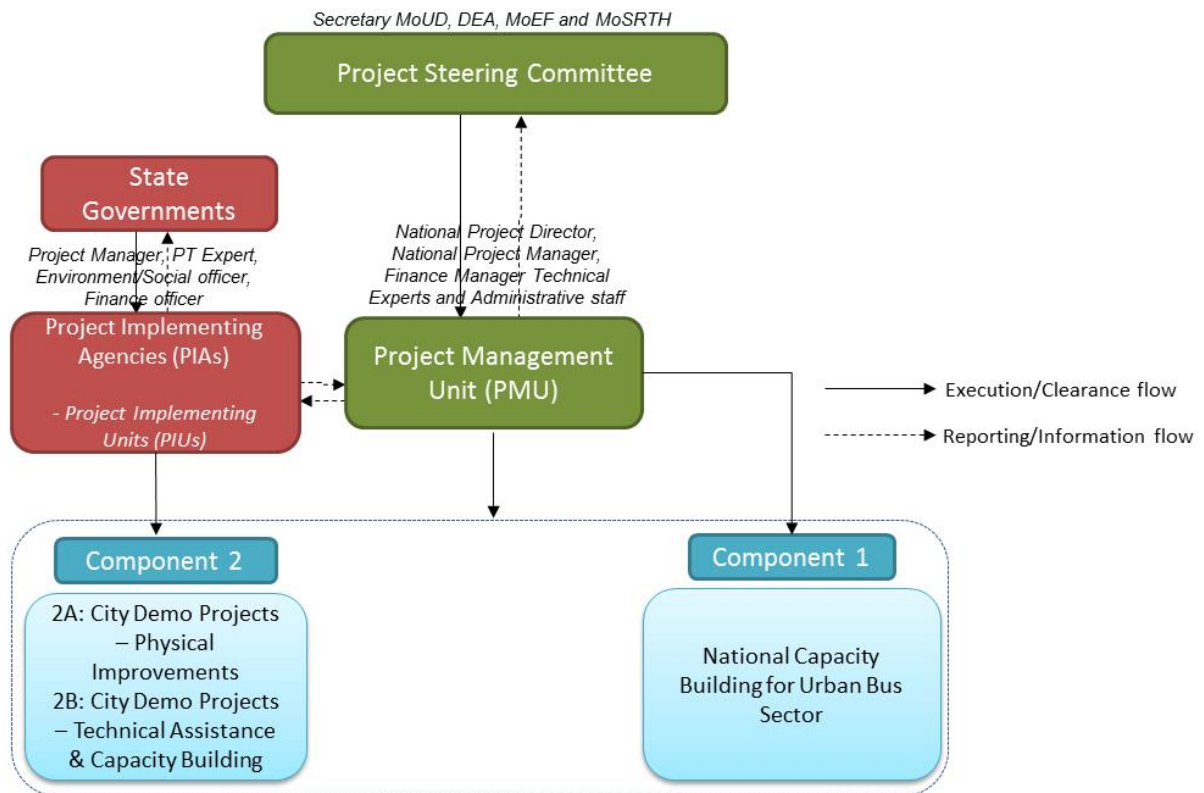 Secretary MoUD, DEA, MoEF and MoSRTH
Project Steering Committee
State
Governments
Project Manager, PT Expert,
Environment/Social officer,
Finance officer
National Project Director,
National Project Manager,
Finance Manager Technical
Experts and Administrative staff
Project Implementing
Agencies (PIAs)
- Project Implementing
Units (PIUs)
Project Management
Unit (PMU)
Execution/Clearance flow
Reporting/Information flow
Component 2
2A: City Demo Projects
– Physical
Improvements
2B: City Demo Projects
– Technical Assistance
& Capacity Building
Component 1
National Capacity
Building for Urban Bus
Sector